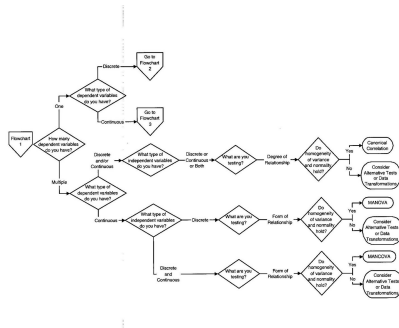 Flowchart
1
How many
dependent variables
do you have?
One
Multiple
What type of
dependent variables
do you have?
Discrete
Go to
Flowchart
2
Continuous
Go to
Flowchart
3
What type of
dependent variables
do you have?
Discrete
and/or
Continuous
What type of
independent variables
do you have?
Discrete or
Continuous
or Both
What are you
testing?
Degree of
Relationship
Do
homogeneity
of variance
and normality
hold?
Yes
Canonical
Correlation
No
Consider
Alternative Tests
or Data
Transformations
Continuous
What type of
independent variables
do you have?
Discrete
What are you
testing?
Form of
Relationship
Do
homogeneity
of variance
and normality
hold?
Yes
MANOVA
No
Consider
Alternative Tests
or Data
Transformations
Discrete
and
Continuous
What are you
testing?
Form of
Relationship
Do
homogeneity
of variance
and normality
hold?
Yes
MANCOVA
No
Consider
Alternative Tests
or Data
Transformations